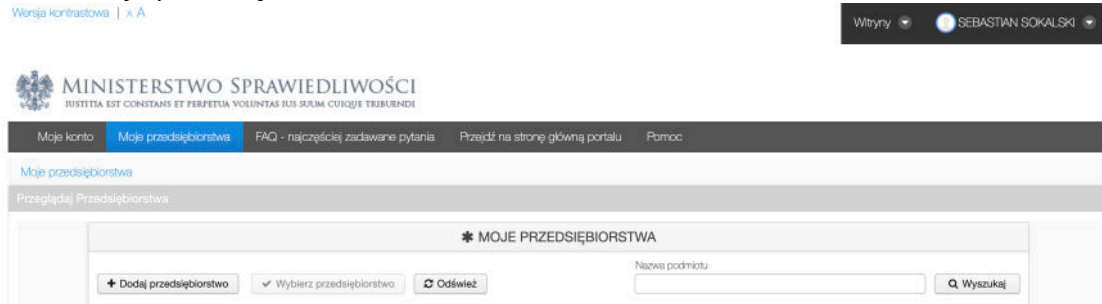 Wersja kontrastowa | A A
Witryny SEBASTIAN SOKALSKI
MINISTERSTWO SPRAWIEDLIWOŚCI
IUSTITIA EST CONSTANS ET PERPETUA VOLUNTAS IUS SUUM CUIQUE TRIBUENDI
Moje konto Moje przedsiębiorstwa FAQ - najczęściej zadawane pytania Przejdź na stronę główną portalu Pomoc
Moje przedsiębiorstwa
Przeglądaj Przedsiębiorstwa
MOJE PRZEDSIĘBIORSTWA
Nazwa podmiotu
+ Dodaj przedsiębiorstwo Wybierz przedsiębiorstwo Odśwież Wyszukaj